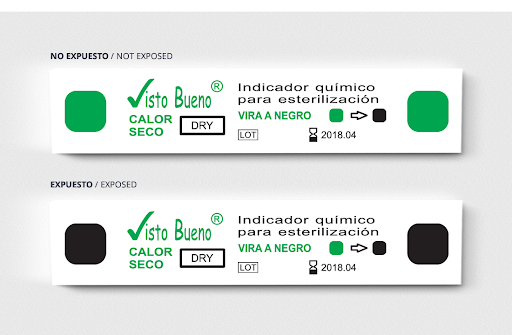 NO EXPUESTO / NOT EXPOSED
Visto Bueno®
CALOR SECO
DRY
Indicador químico
para esterilización
VIRA A NEGRO
LOT
2018.04
EXPUESTO / EXPOSED
Visto Bueno®
CALOR SECO
DRY
Indicador químico
para esterilización
VIRA A NEGRO
LOT
2018.04